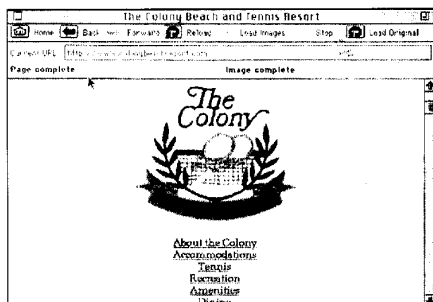 The Colony Beach and Tennis Resort
Home Back Forward Reload Load Images Stop Load Original
Current URL
Page complete Image complete
The
Colony
About the Colony
Accommodations
Tennis
Recreation
Amenities
Dining